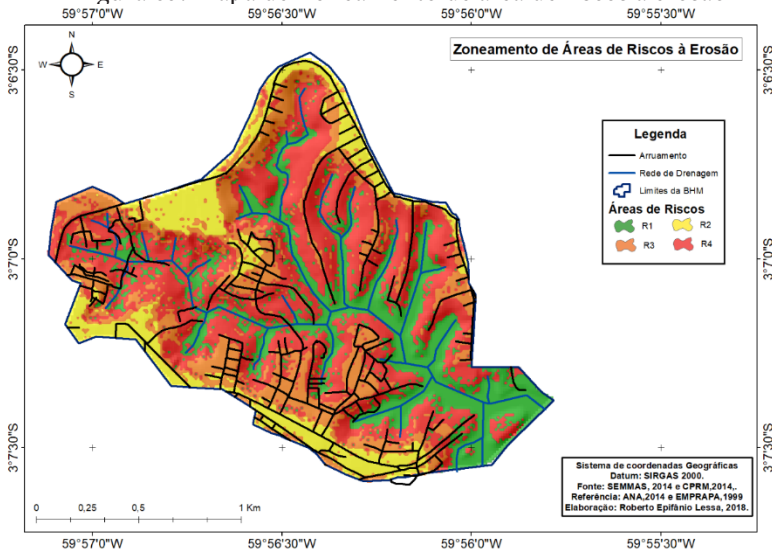 59°57'0"W 59°56'30"W 59°56'0"W 59°55'30"W
Zoneamento de Áreas de Riscos à Erosão
N
W E
S
3°6'30"S 3°6'30"S
Legenda
Arruamento
Rede de Drenagem
Limites da BHM
Áreas de Riscos
R1 R2
R3 R4
3°7'0"S 3°7'0"S
3°7'30"S 3°7'30"S
Sistema de coordenadas Geográficas
Datum: SIRGAS 2000.
Fonte: SEMMAS, 2014 e CPRM,2014,.
Referência: ANA,2014 e EMPRAPA,1999
Elaboração: Roberto Epifânio Lessa, 2018.
0 0,25 0,5 1 Km
59°57'0"W 59°56'30"W 59°56'0"W 59°55'30"W